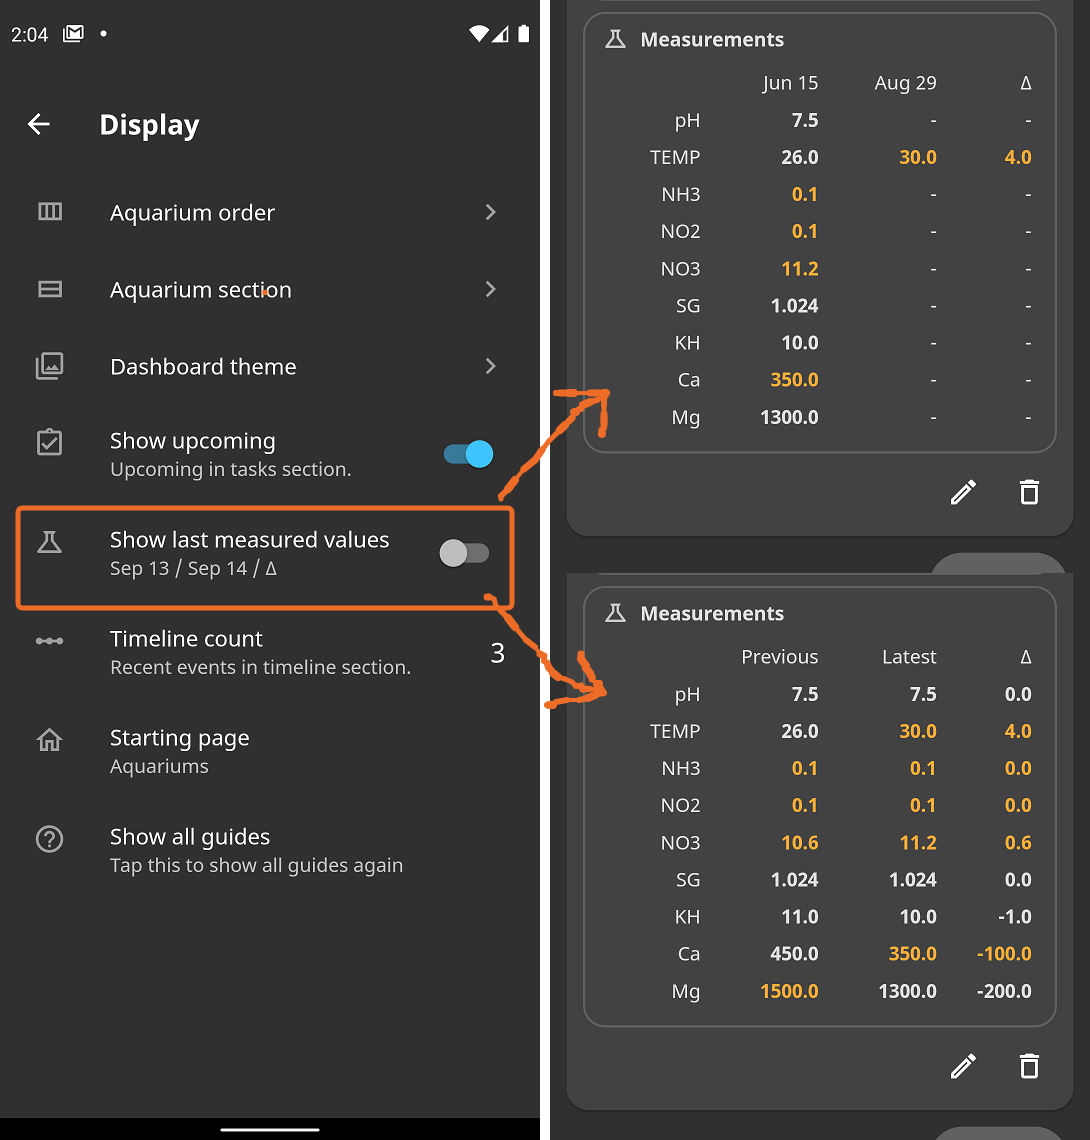 2:04
Display
Aquarium order
Aquarium section
Dashboard theme
Show upcoming
Upcoming in tasks section.
Show last measured values
Sep 13 / Sep 14 / Δ
Timeline count
Recent events in timeline section.
3
Starting page
Aquariums
Show all guides
Tap this to show all guides again
Measurements
Jun 15 Aug 29 Δ
pH 7.5 - -
TEMP 26.0 30.0 4.0
NH3 0.1 - -
NO2 0.1 - -
NO3 11.2 - -
SG 1.024 - -
KH 10.0 - -
Ca 350.0 - -
Mg 1300.0 - -
Measurements
Previous Latest Δ
pH 7.5 7.5 0.0
TEMP 26.0 30.0 4.0
NH3 0.1 0.1 0.0
NO2 0.1 0.1 0.0
NO3 10.6 11.2 0.6
SG 1.024 1.024 0.0
KH 11.0 10.0 -1.0
Ca 450.0 350.0 -100.0
Mg 1500.0 1300.0 -200.0